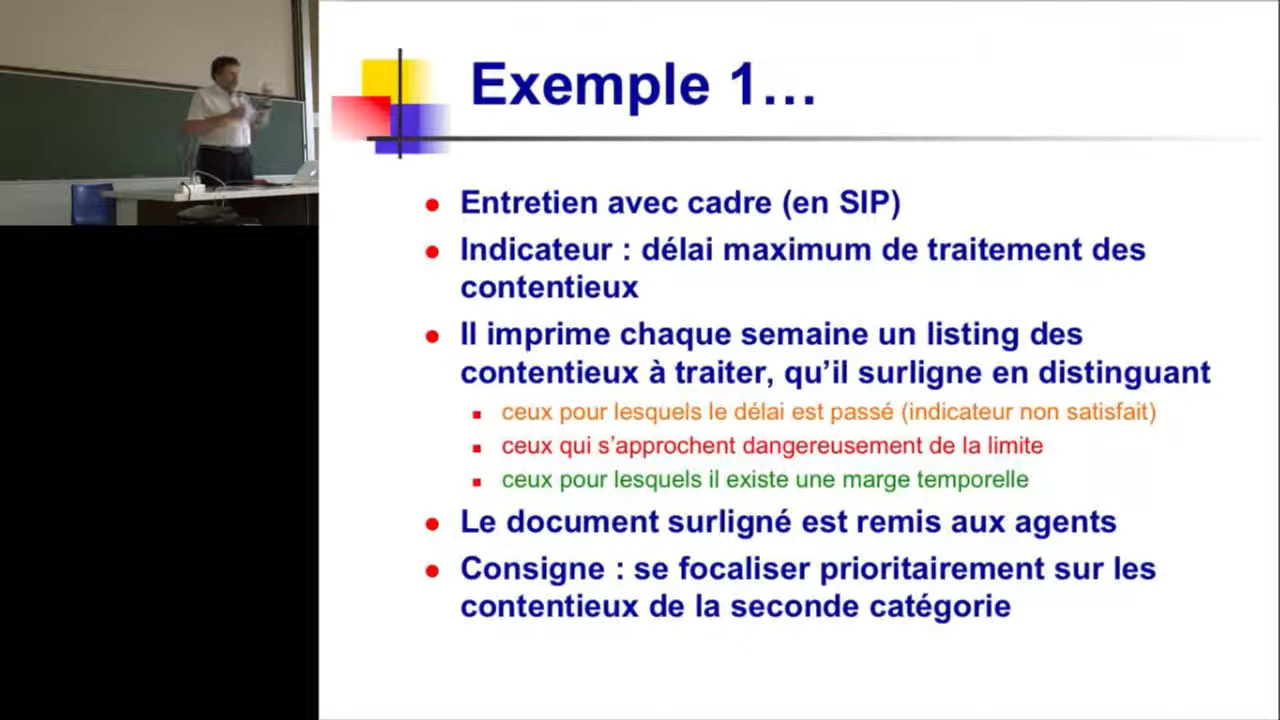 Exemple 1…
Entretien avec cadre (en SIP)
Indicateur : délai maximum de traitement des
contentieux
Il imprime chaque semaine un listing des
contentieux à traiter, qu’il surligne en distinguant
ceux pour lesquels le délai est passé (indicateur non satisfait)
ceux qui s’approchent dangereusement de la limite
ceux pour lesquels il existe une marge temporelle
Le document surligné est remis aux agents
Consigne : se focaliser prioritairement sur les
contentieux de la seconde catégorie